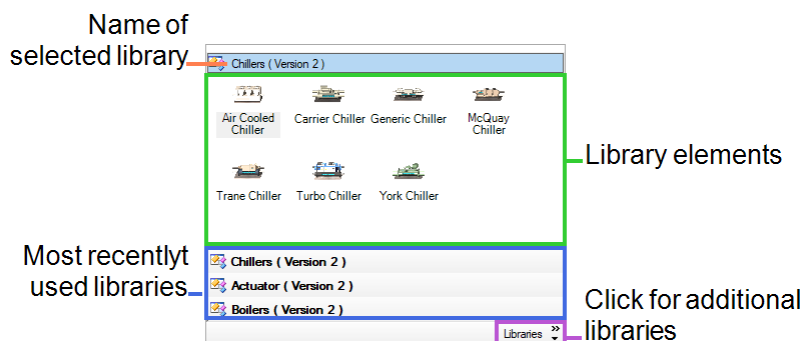 Name of
selected library
Chillers ( Version 2 )
Air Cooled
Chiller
Carrier Chiller
Generic Chiller
McQuay
Chiller
Trane Chiller
Turbo Chiller
York Chiller
Library elements
Most recentlyt
used libraries
Chillers ( Version 2 )
Actuator ( Version 2 )
Boilers ( Version 2 )
Libraries
Click for additional
libraries